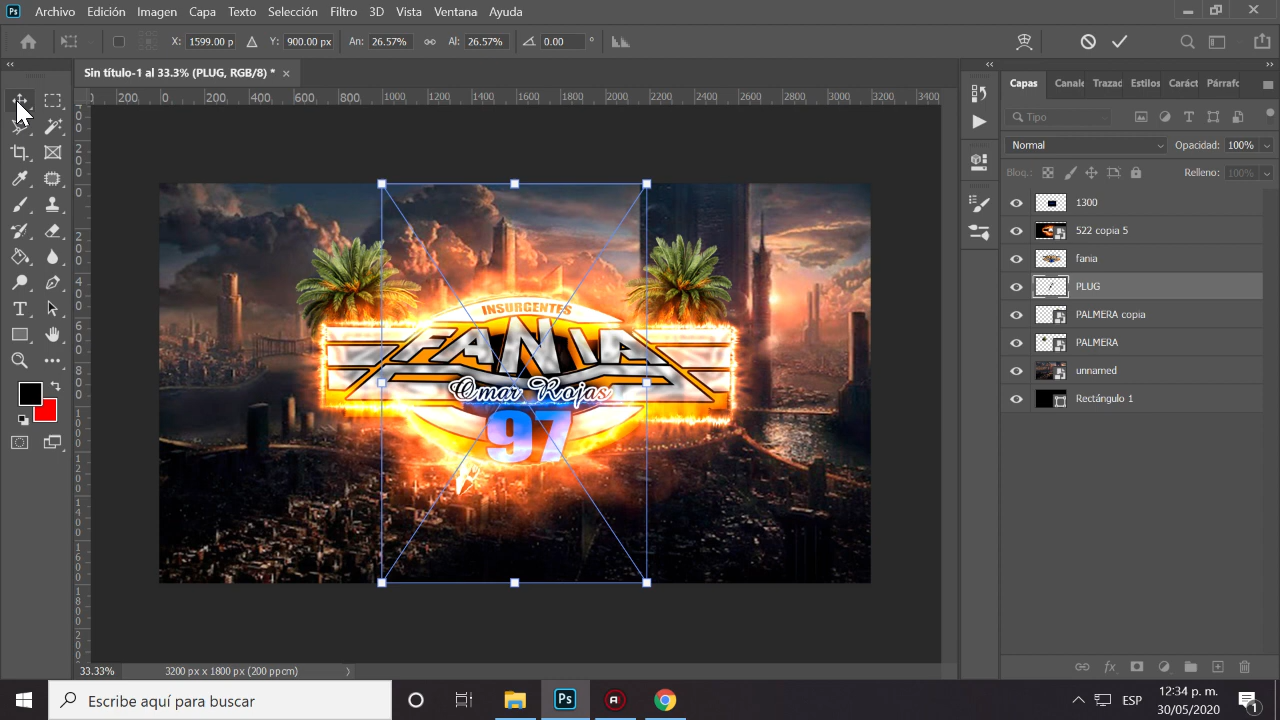 Ps Archivo Edición Imagen Capa Texto Selección Filtro 3D Vista Ventana Ayuda
X: 1599.00 p Y: 900.00 px An: 26.57% Al: 26.57% 0.00 °
Sin título-1 al 33.3% (PLUG, RGB/8) * ×
200 0 200 400 600 800 1000 1200 1400 1600 1800 2000 2200 2400 2600 2800 3000 3200 3400
Capas Canale Trazac Estilos Caráct Párrafc
Tipo
Normal Opacidad: 100%
Bloq.: Relleno: 100%
1300
522 copia 5
fania
PLUG
PALMERA copia
PALMERA
unnamed
Rectángulo 1
INSURGENTES
FANIA
Omar Rojas
97
33.33% 3200 px x 1800 px (200 ppcm)
Escribe aquí para buscar
Ps
ESP
12:34 p. m.
30/05/2020
1